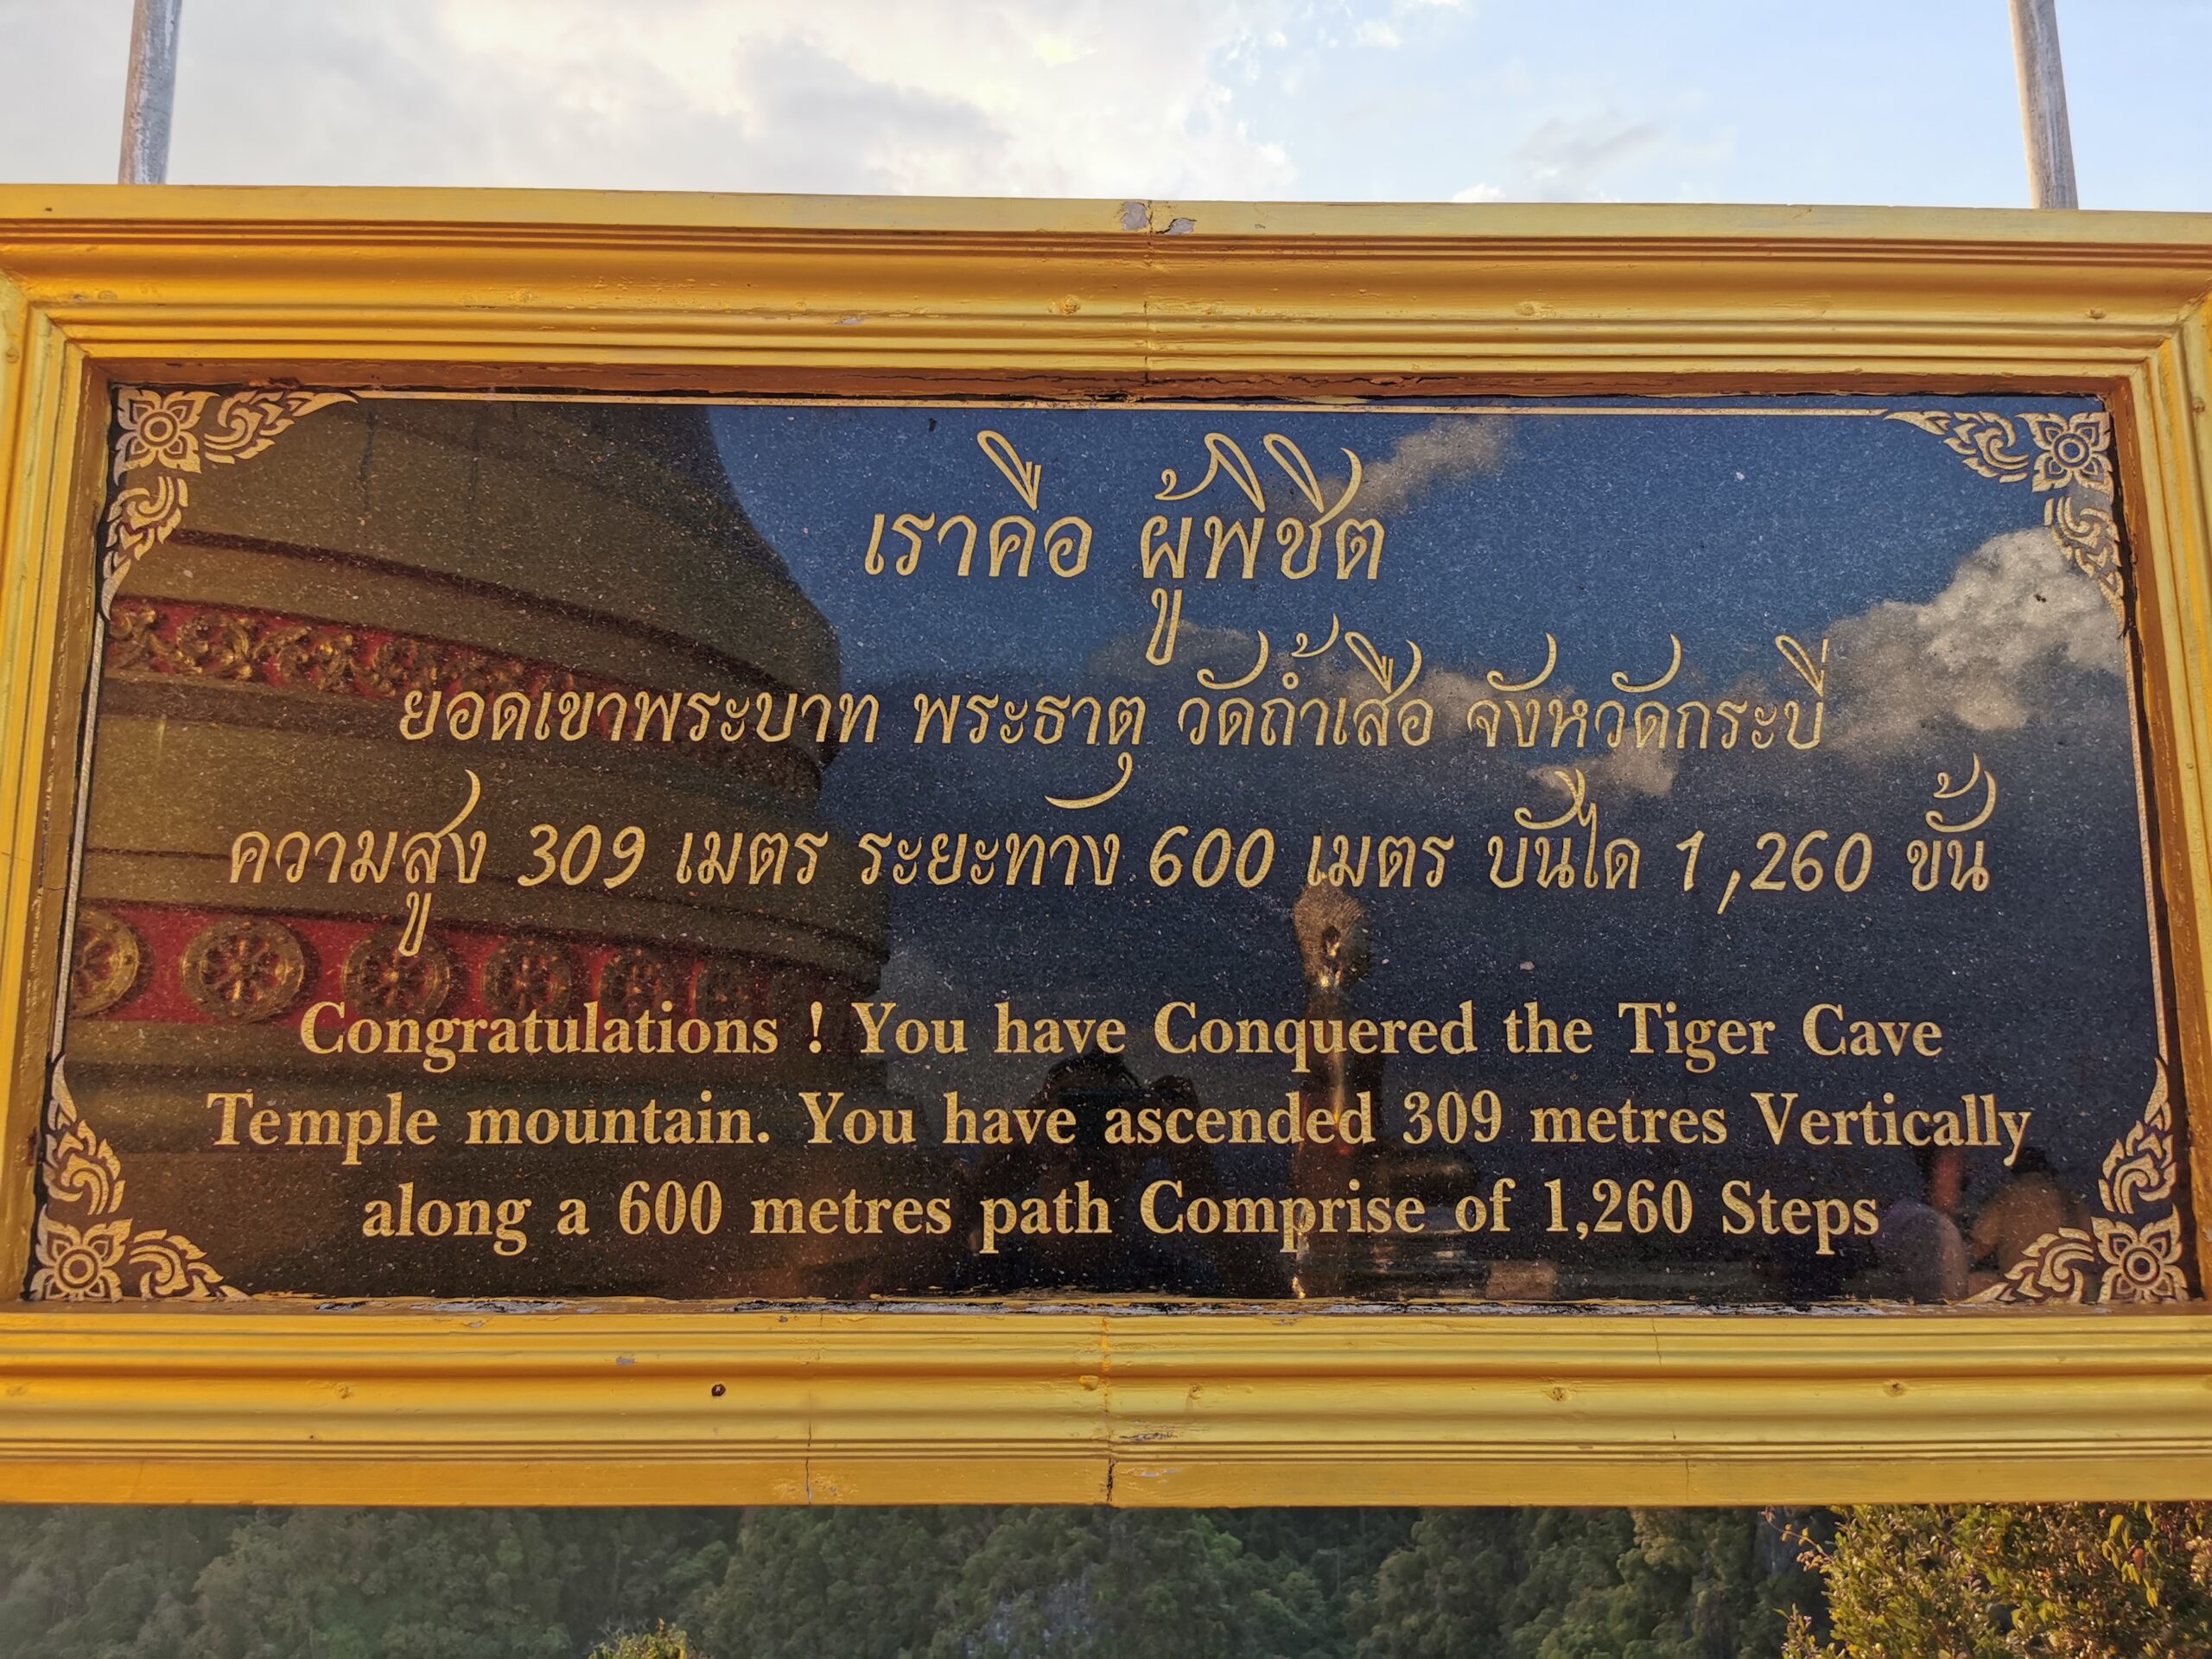 เราคือ ผู้พิชิต
ยอดเขาพระบาท พระธาตุ วัดถ้ำเสือ จังหวัดกระบี่
ความสูง 309 เมตร ระยะทาง 600 เมตร บันได 1,260 ขั้น
Congratulations ! You have Conquered the Tiger Cave
Temple mountain. You have ascended 309 metres Vertically
along a 600 metres path Comprise of 1,260 Steps